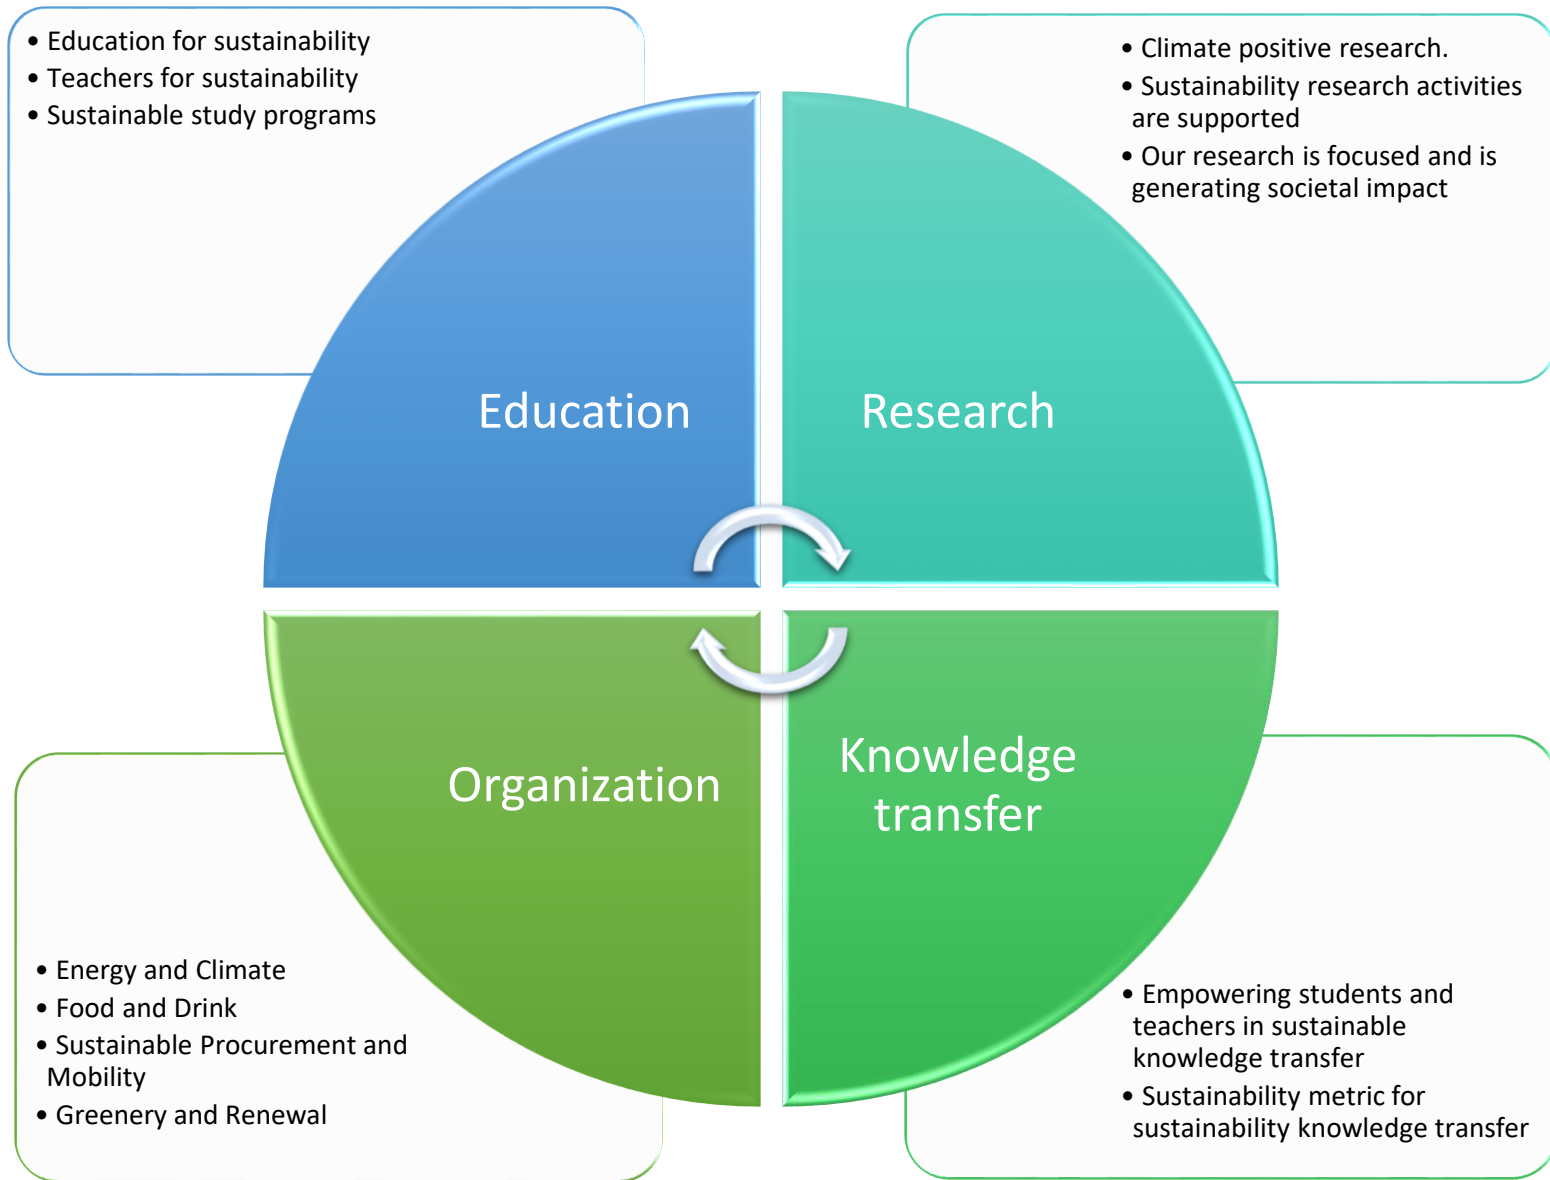 • Education for sustainability
• Teachers for sustainability
• Sustainable study programs
• Climate positive research.
• Sustainability research activities
are supported
• Our research is focused and is
generating societal impact
Education
Research
Organization
Knowledge
transfer
• Energy and Climate
• Food and Drink
• Sustainable Procurement and
Mobility
• Greenery and Renewal
• Empowering students and
teachers in sustainable
knowledge transfer
• Sustainability metric for
sustainability knowledge transfer